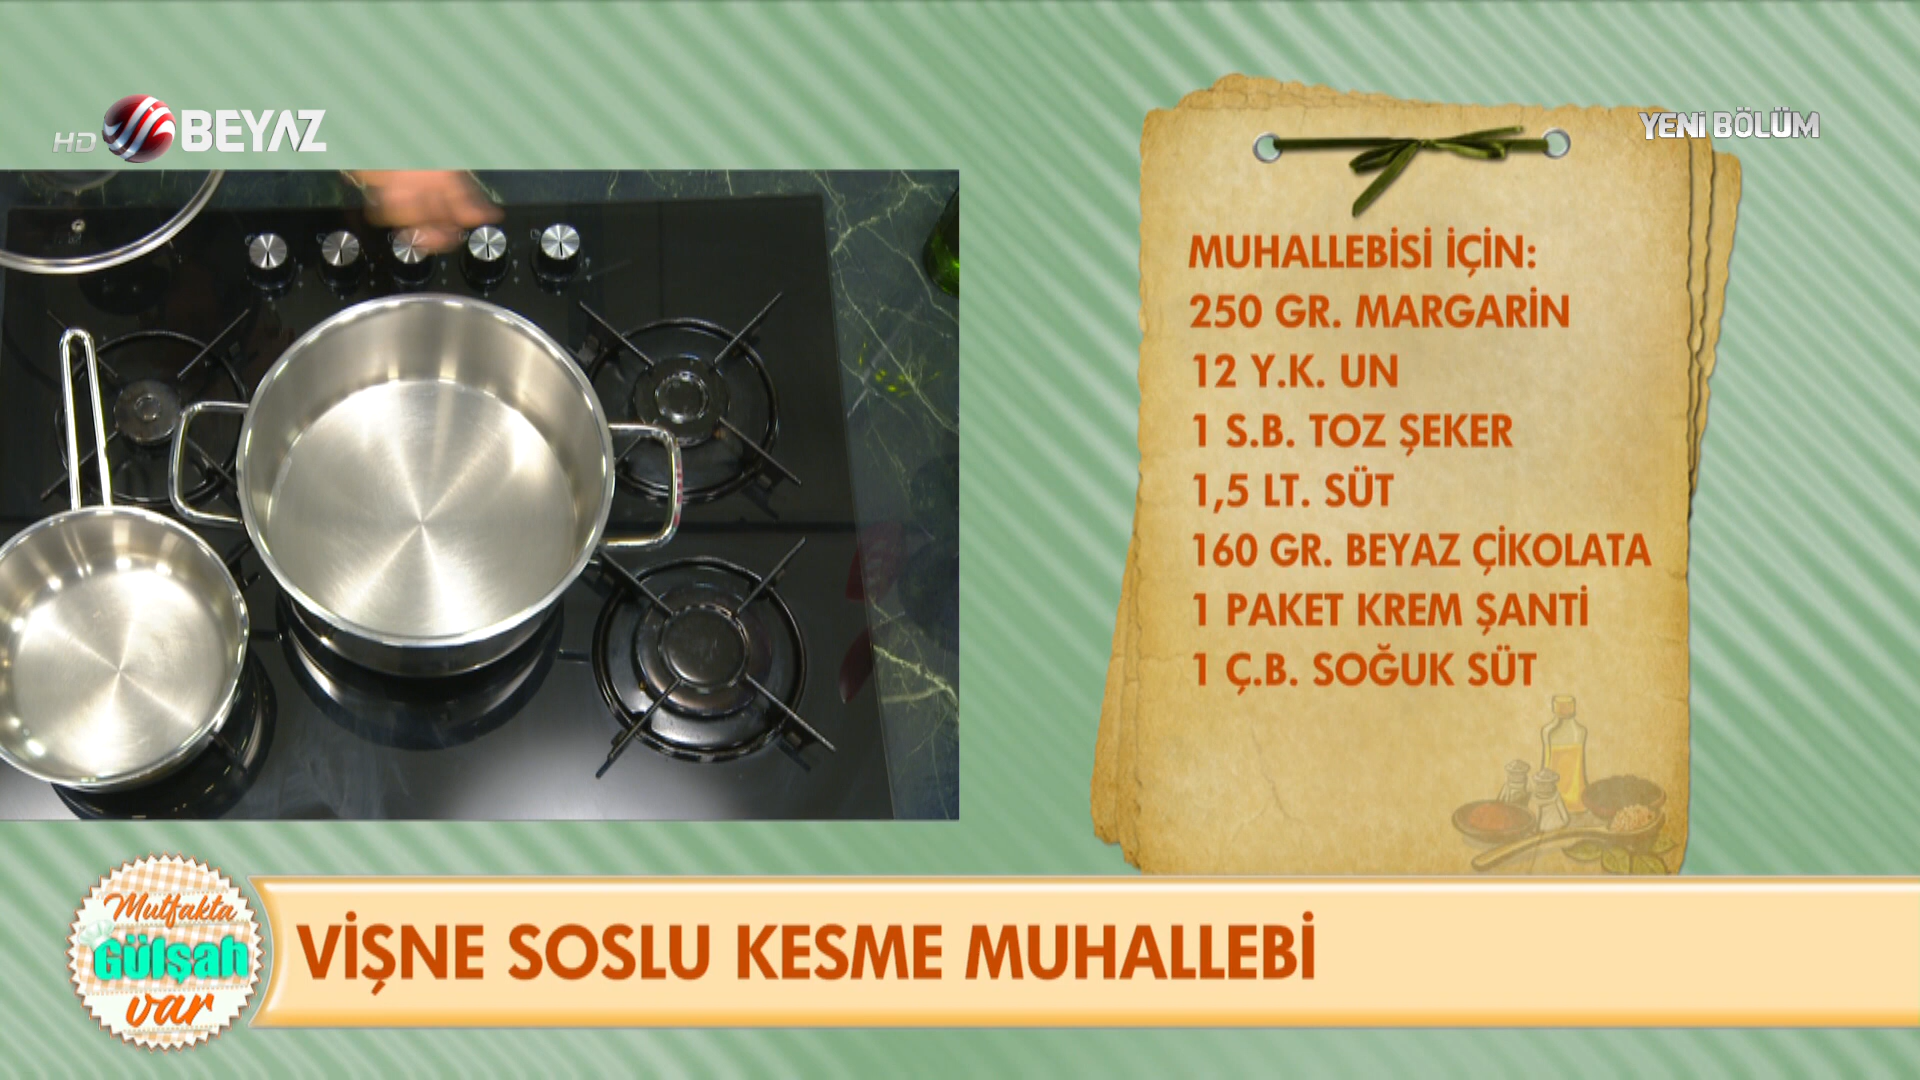 HD BEYAZ
YENİ BÖLÜM
MUHALLEBİSİ İÇİN:
250 GR. MARGARİN
12 Y.K. UN
1 S.B. TOZ ŞEKER
1,5 LT. SÜT
160 GR. BEYAZ ÇİKOLATA
1 PAKET KREM ŞANTİ
1 Ç.B. SOĞUK SÜT
Mutfakta
Gülşah
var
VİŞNE SOSLU KESME MUHALLEBİ